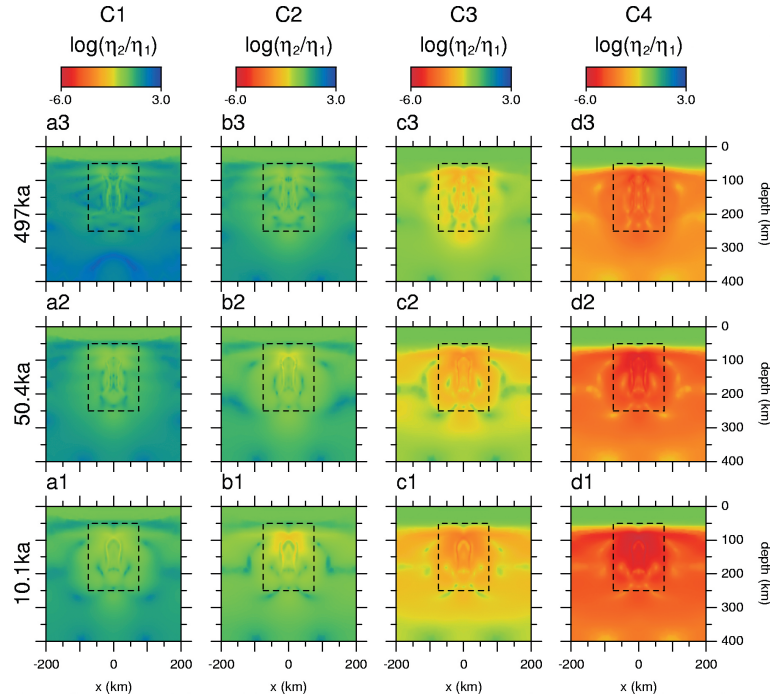 C1 C2 C3 C4
log(η2/η1) log(η2/η1) log(η2/η1) log(η2/η1)
-6.0 3.0 -6.0 3.0 -6.0 3.0 -6.0 3.0
a3 b3 c3 d3
497ka
0
100
200
300
400
depth (km)
a2 b2 c2 d2
50.4ka
0
100
200
300
400
depth (km)
a1 b1 c1 d1
10.1ka
0
100
200
300
400
depth (km)
-200 0 200 -200 0 200 -200 0 200 -200 0 200
x (km) x (km) x (km) x (km)